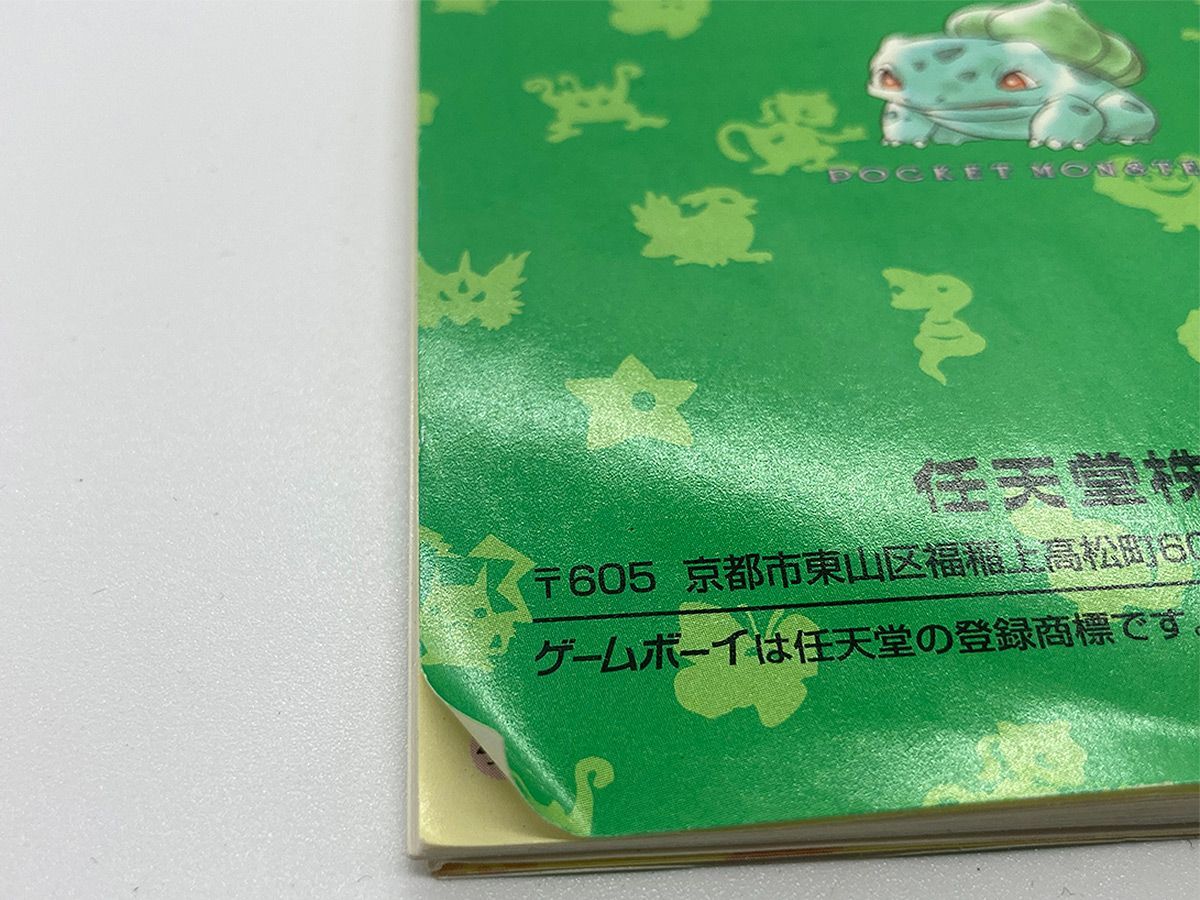 POCKET MONSTE
任天堂株
〒605 京都市東山区福稲上高松町60
ゲームボーイは任天堂の登録商標です